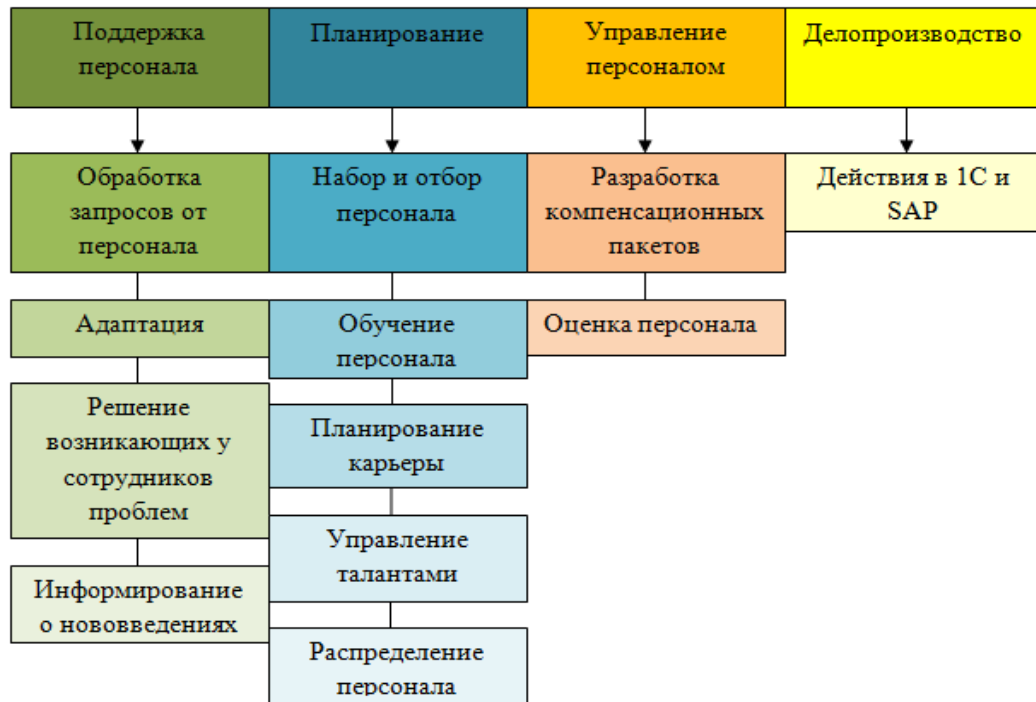 Поддержка
персонала
Планирование
Управление
персоналом
Делопроизводство
Обработка
запросов от
персонала
Набор и отбор
персонала
Разработка
компенсационных
пакетов
Действия в 1С и
SAP
Адаптация
Обучение
персонала
Оценка персонала
Решение
возникающих у
сотрудников
проблем
Планирование
карьеры
Управление
талантами
Информирование
о нововведениях
Распределение
персонала